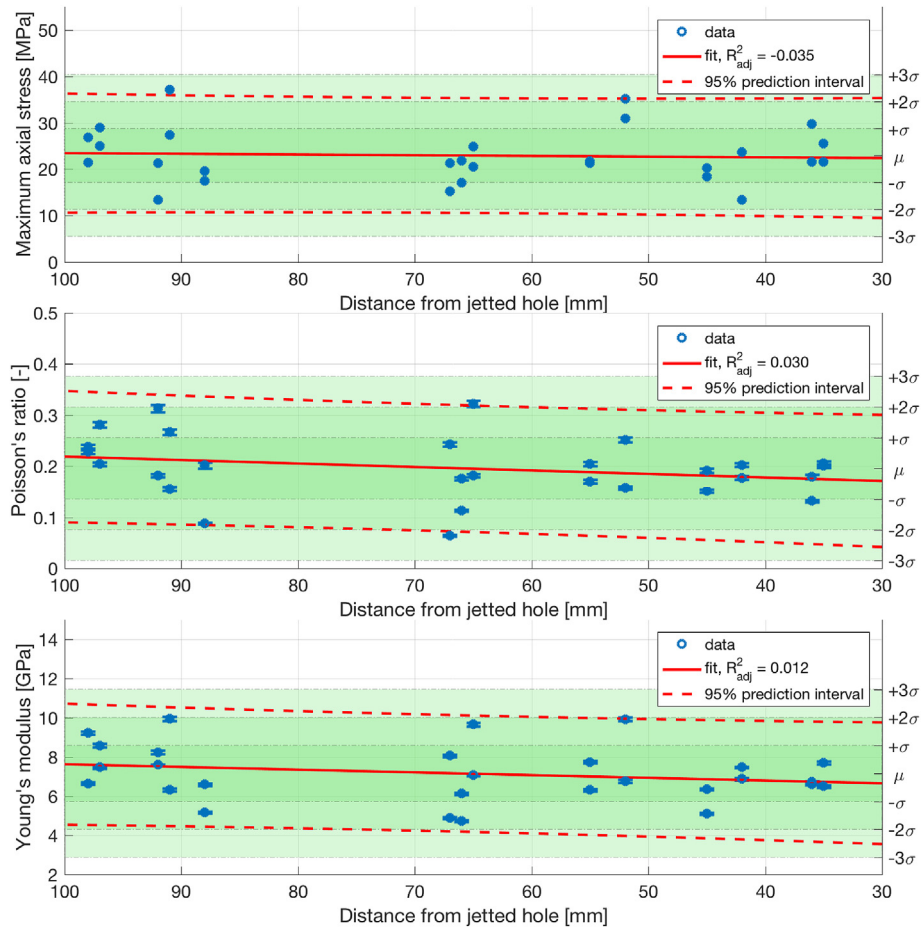 Maximum axial stress [MPa]
50
40
30
20
10
0
data
fit, R²adj = -0.035
95% prediction interval
+3σ
+2σ
+σ
μ
-σ
-2σ
-3σ
100 90 80 70 60 50 40 30
Distance from jetted hole [mm]
Poisson's ratio [-]
0.5
0.4
0.3
0.2
0.1
0
data
fit, R²adj = 0.030
95% prediction interval
+3σ
+2σ
+σ
μ
-σ
-2σ
-3σ
100 90 80 70 60 50 40 30
Distance from jetted hole [mm]
Young's modulus [GPa]
14
12
10
8
6
4
2
data
fit, R²adj = 0.012
95% prediction interval
+3σ
+2σ
+σ
μ
-σ
-2σ
-3σ
100 90 80 70 60 50 40 30
Distance from jetted hole [mm]